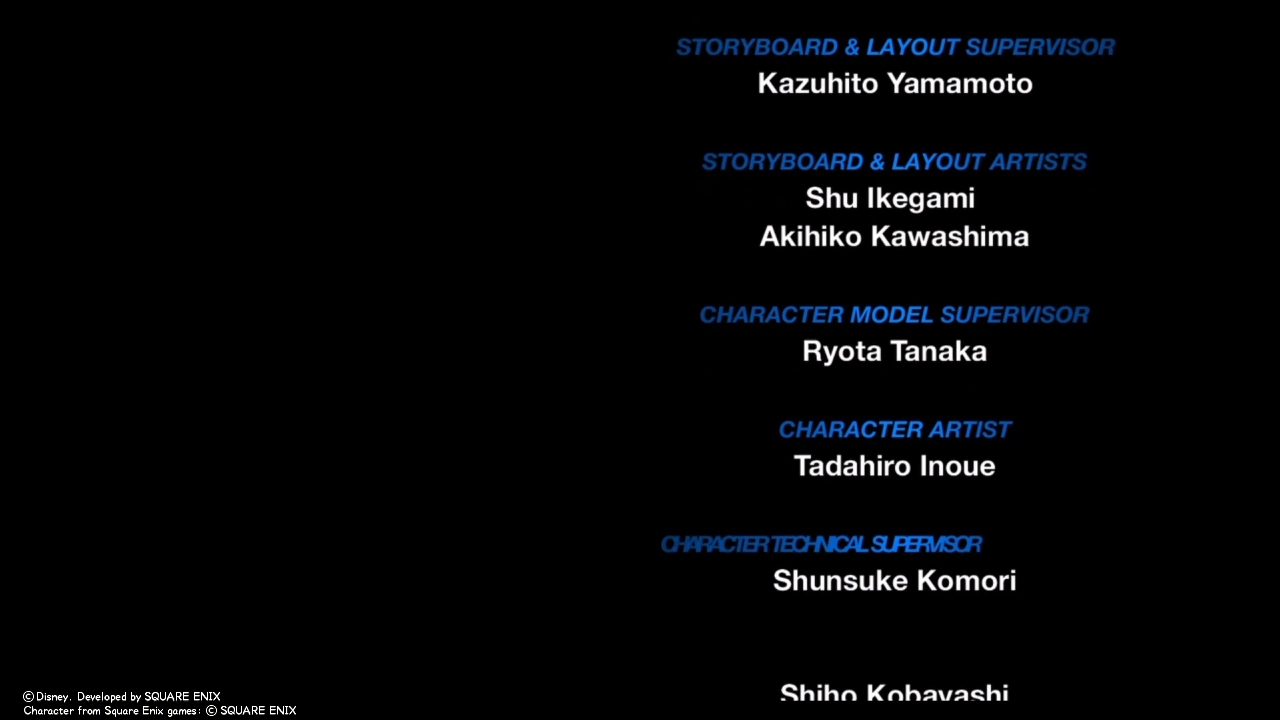 STORYBOARD & LAYOUT SUPERVISOR
Kazuhito Yamamoto
STORYBOARD & LAYOUT ARTISTS
Shu Ikegami
Akihiko Kawashima
CHARACTER MODEL SUPERVISOR
Ryota Tanaka
CHARACTER ARTIST
Tadahiro Inoue
CHARACTER TECHNICAL SUPERVISOR
Shunsuke Komori
Shiho Kobayashi
©Disney. Developed by SQUARE ENIX
Character from Square Enix games: © SQUARE ENIX